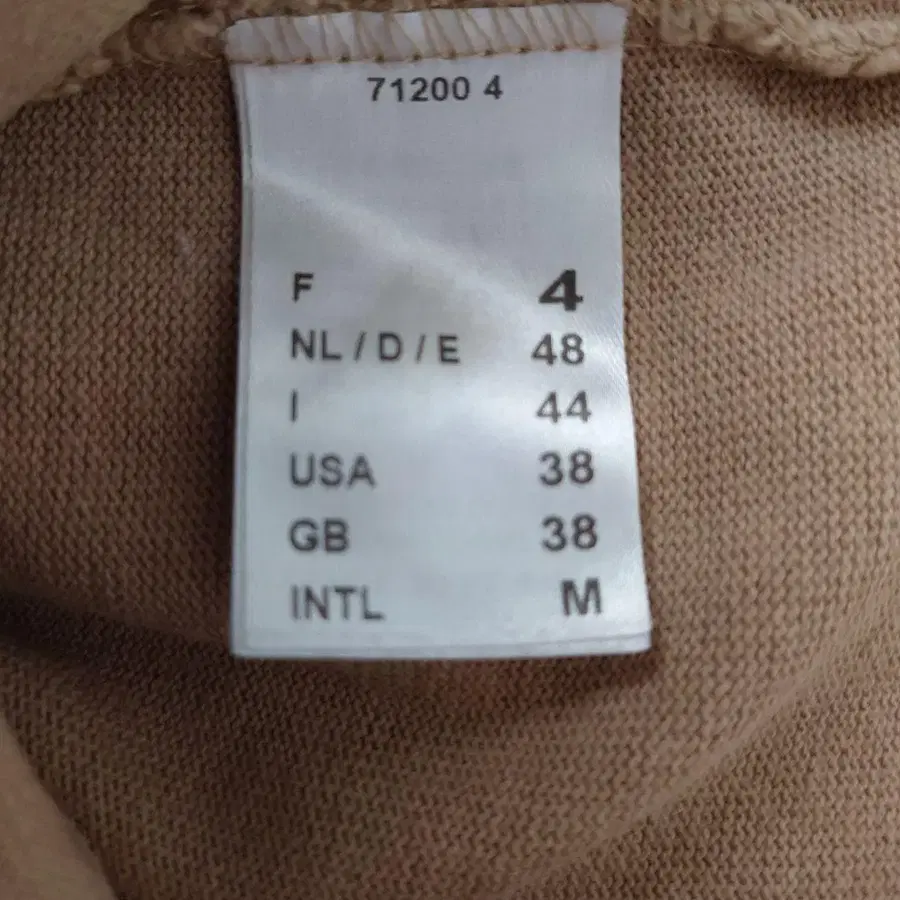 71200 4
F 4
NL / D / E 48
I 44
USA 38
GB 38
INTL M